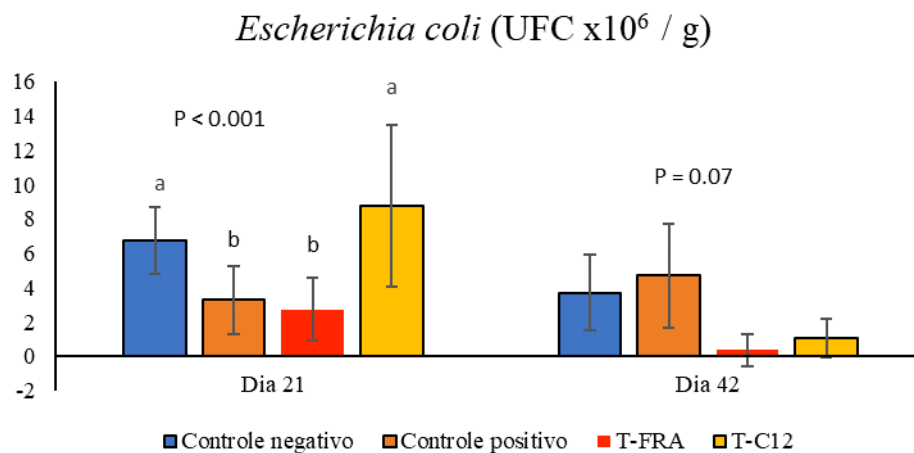 Escherichia coli (UFC x10⁶ / g)
16
14
12
10
8
6
4
2
0
-2
P < 0.001
a
b
b
a
P = 0.07
Dia 21
Dia 42
Controle negativo
Controle positivo
T-FRA
T-C12